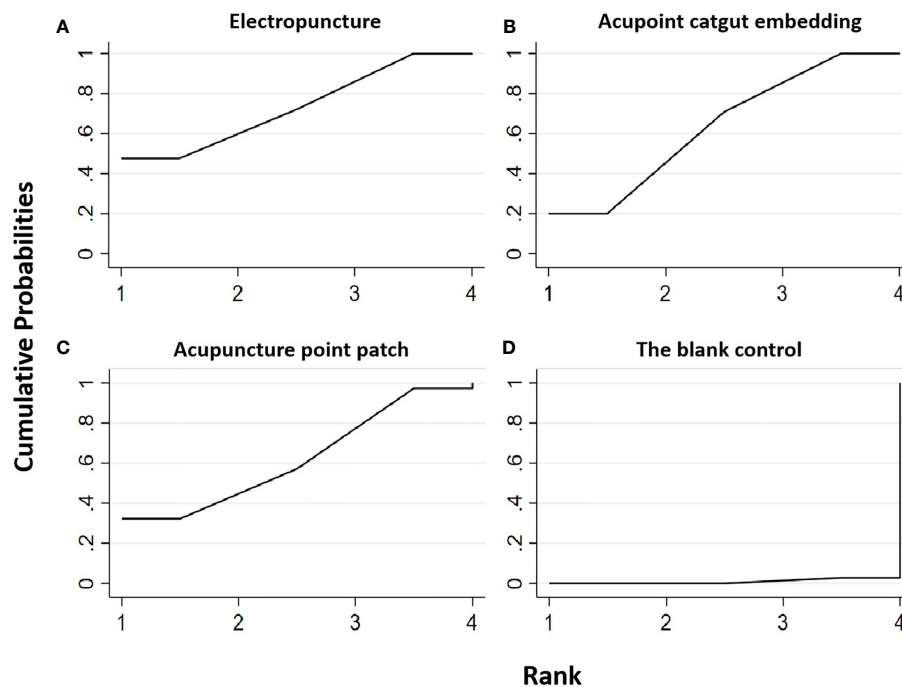 A Electropuncture
B Acupoint catgut embedding
Cumulative Probabilities
1
.8
.6
.4
.2
0
1 2 3 4
1
.8
.6
.4
.2
0
1 2 3 4
C Acupuncture point patch
D The blank control
1
.8
.6
.4
.2
0
1 2 3 4
1
.8
.6
.4
.2
0
1 2 3 4
Rank